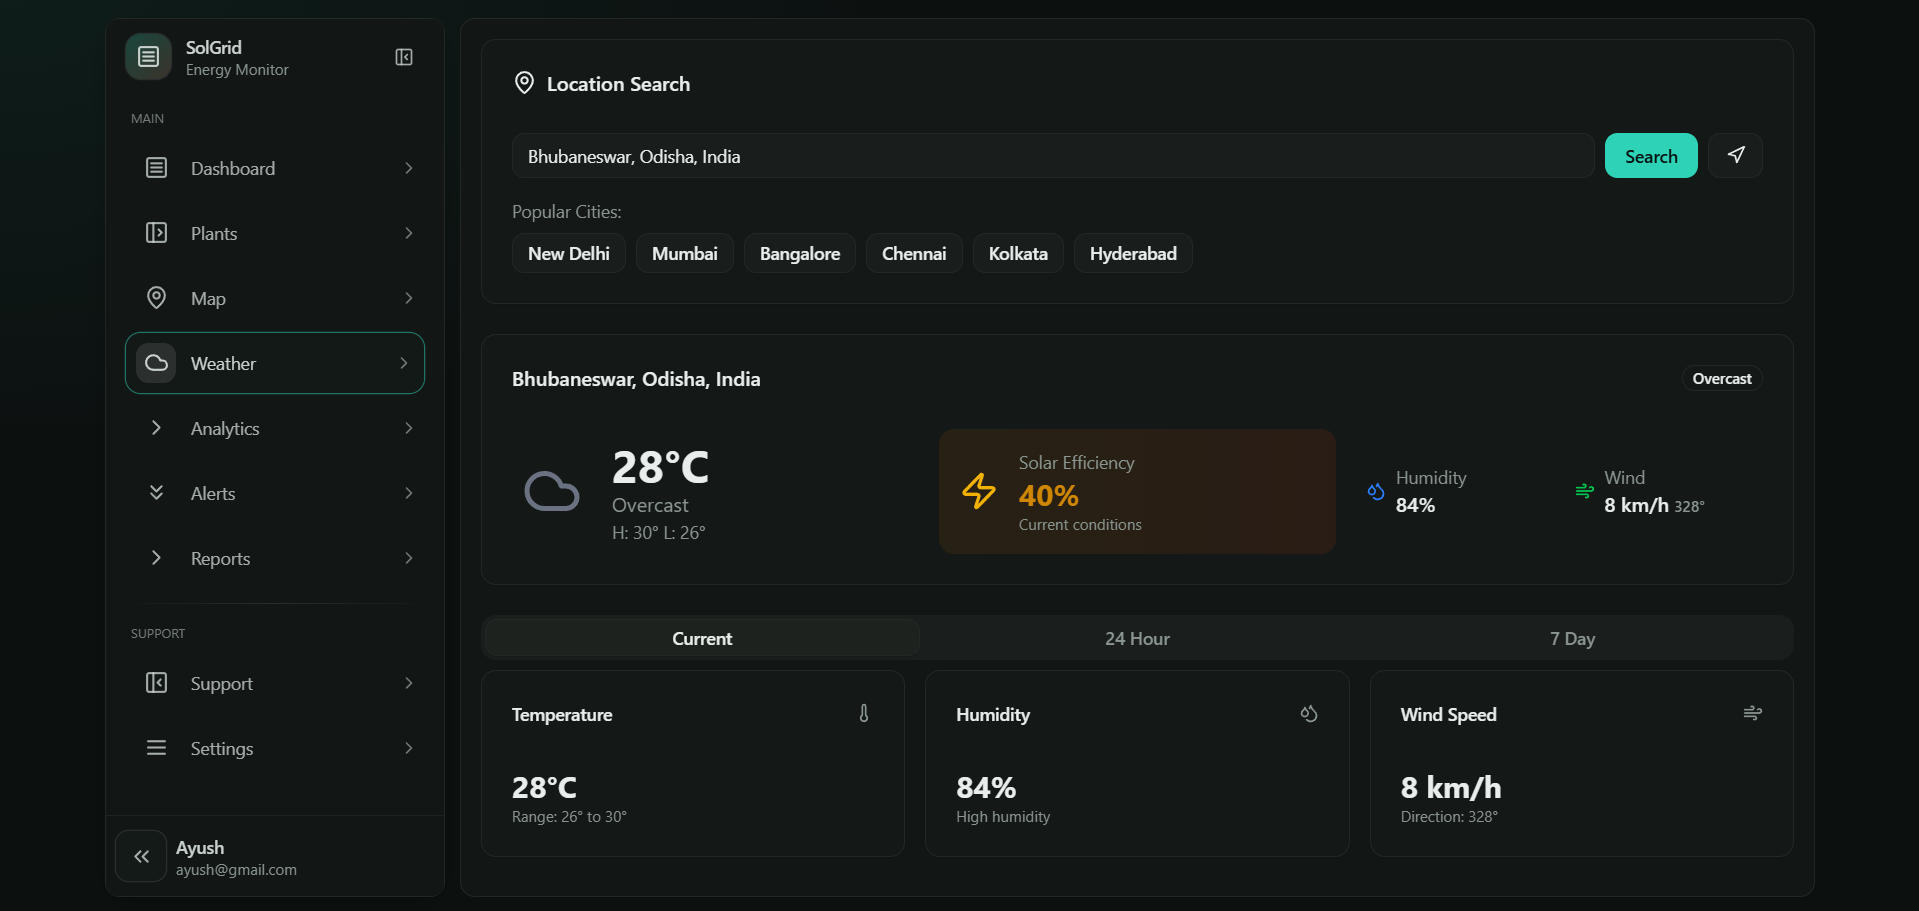 SolGrid
Energy Monitor
MAIN
Dashboard
Plants
Map
Weather
Analytics
Alerts
Reports
SUPPORT
Support
Settings
Ayush
ayush@gmail.com
Location Search
Bhubaneswar, Odisha, India
Search
Popular Cities:
New Delhi Mumbai Bangalore Chennai Kolkata Hyderabad
Bhubaneswar, Odisha, India
Overcast
28°C
Overcast
H: 30° L: 26°
Solar Efficiency
40%
Current conditions
Humidity
84%
Wind
8 km/h 328°
Current 24 Hour 7 Day
Temperature
28°C
Range: 26° to 30°
Humidity
84%
High humidity
Wind Speed
8 km/h
Direction: 328°